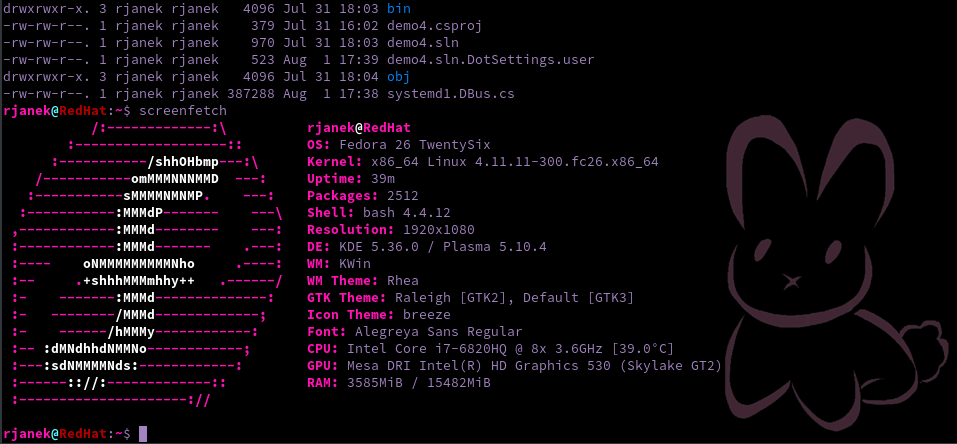 drwxrwxr-x. 3 rjanek rjanek   4096 Jul 31 18:03 bin
-rw-rw-r--. 1 rjanek rjanek    379 Jul 31 16:02 demo4.csproj
-rw-rw-r--. 1 rjanek rjanek    970 Jul 31 18:03 demo4.sln
-rw-rw-r--. 1 rjanek rjanek    523 Aug  1 17:39 demo4.sln.DotSettings.user
drwxrwxr-x. 3 rjanek rjanek   4096 Jul 31 18:04 obj
-rw-rw-r--. 1 rjanek rjanek 387288 Aug  1 17:38 systemd1.DBus.cs
rjanek@RedHat:~$ screenfetch
           /:-------------:\          rjanek@RedHat
        :-------------------::        OS: Fedora 26 TwentySix
      :-----------/shhOHbmp---:\      Kernel: x86_64 Linux 4.11.11-300.fc26.x86_64
    /-----------omMMMNNNMMD  ---:     Uptime: 39m
   :-----------sMMMMNMNMP.    ---:    Packages: 2512
  :-----------:MMMdP-------    ---\   Shell: bash 4.4.12
 ,------------:MMMd--------    ---:   Resolution: 1920x1080
 :------------:MMMd-------    .---:   DE: KDE 5.36.0 / Plasma 5.10.4
 :----    oNMMMMMMMMMNho     .----:   WM: KWin
 :--     .+shhhMMMmhhy++   .------/   WM Theme: Rhea
 :-    -------:MMMd--------------:    GTK Theme: Raleigh [GTK2], Default [GTK3]
 :-   --------/MMMd-------------;     Icon Theme: breeze
 :-    ------/hMMMy------------:      Font: Alegreya Sans Regular
 :-- :dMNdhhdNMMNo------------;       CPU: Intel Core i7-6820HQ @ 8x 3.6GHz [39.0°C]
 :---:sdNMMMMNds:------------:        GPU: Mesa DRI Intel(R) HD Graphics 530 (Skylake GT2)
 :------:://:-------------::          RAM: 3585MiB / 15482MiB
 :---------------------://
rjanek@RedHat:~$